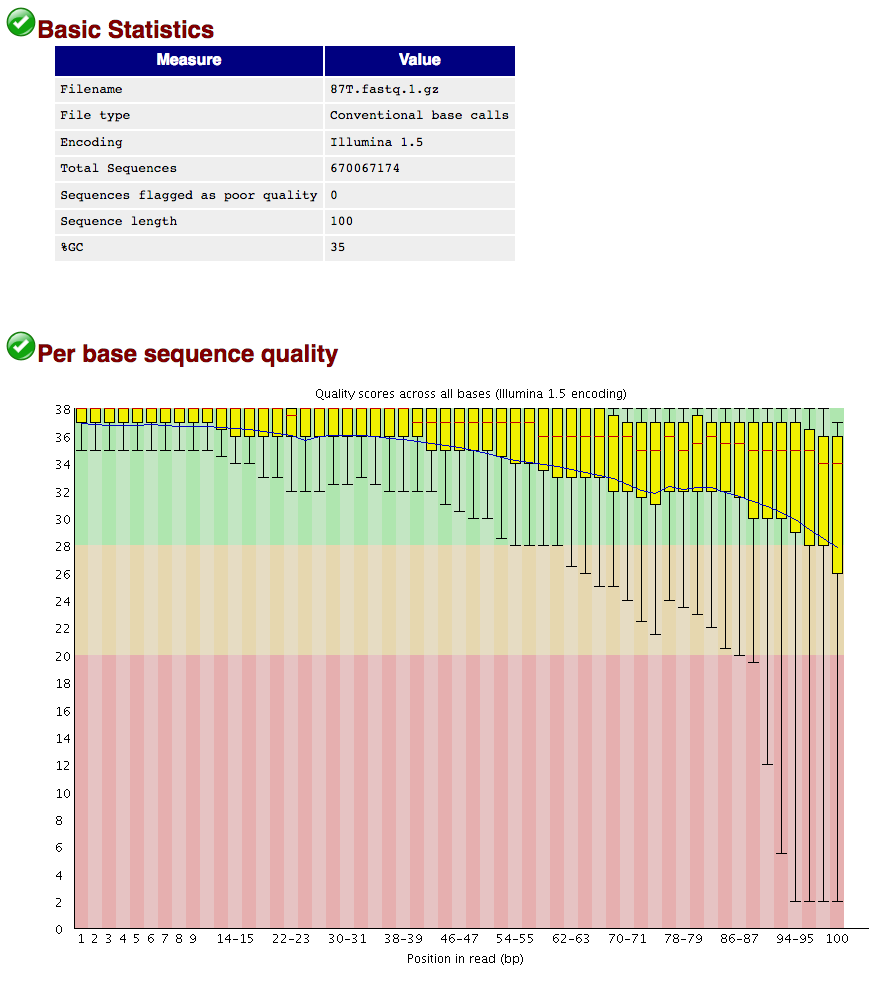 Basic Statistics
Measure Value
Filename 87T.fastq.1.gz
File type Conventional base calls
Encoding Illumina 1.5
Total Sequences 670067174
Sequences flagged as poor quality 0
Sequence length 100
%GC 35
Per base sequence quality
Quality scores across all bases (Illumina 1.5 encoding)
38
36
34
32
30
28
26
24
22
20
18
16
14
12
10
8
6
4
2
0
1 2 3 4 5 6 7 8 9 14-15 22-23 30-31 38-39 46-47 54-55 62-63 70-71 78-79 86-87 94-95 100
Position in read (bp)